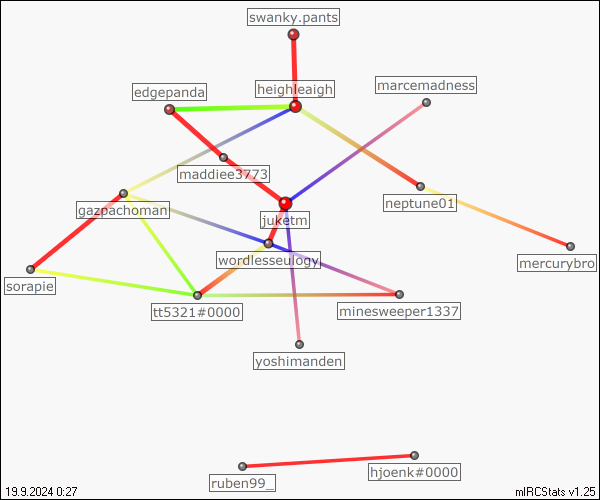 swanky.pants
heighleaigh
marcemadness
edgepanda
maddiee3773
neptune01
gazpachoman
juketm
wordlesseulogy
mercurybro
sorapie
tt5321#0000
minesweeper1337
yoshimanden
hjoenk#0000
ruben99_
19.9.2024 0:27
mIRCStats v1.25